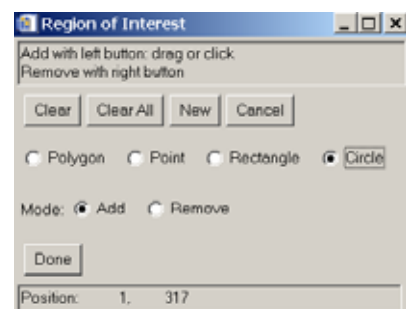 Region of Interest
Add with left button: drag or click
Remove with right button
Clear Clear All New Cancel
Polygon Point Rectangle Circle
Mode: Add Remove
Done
Position: 1, 317